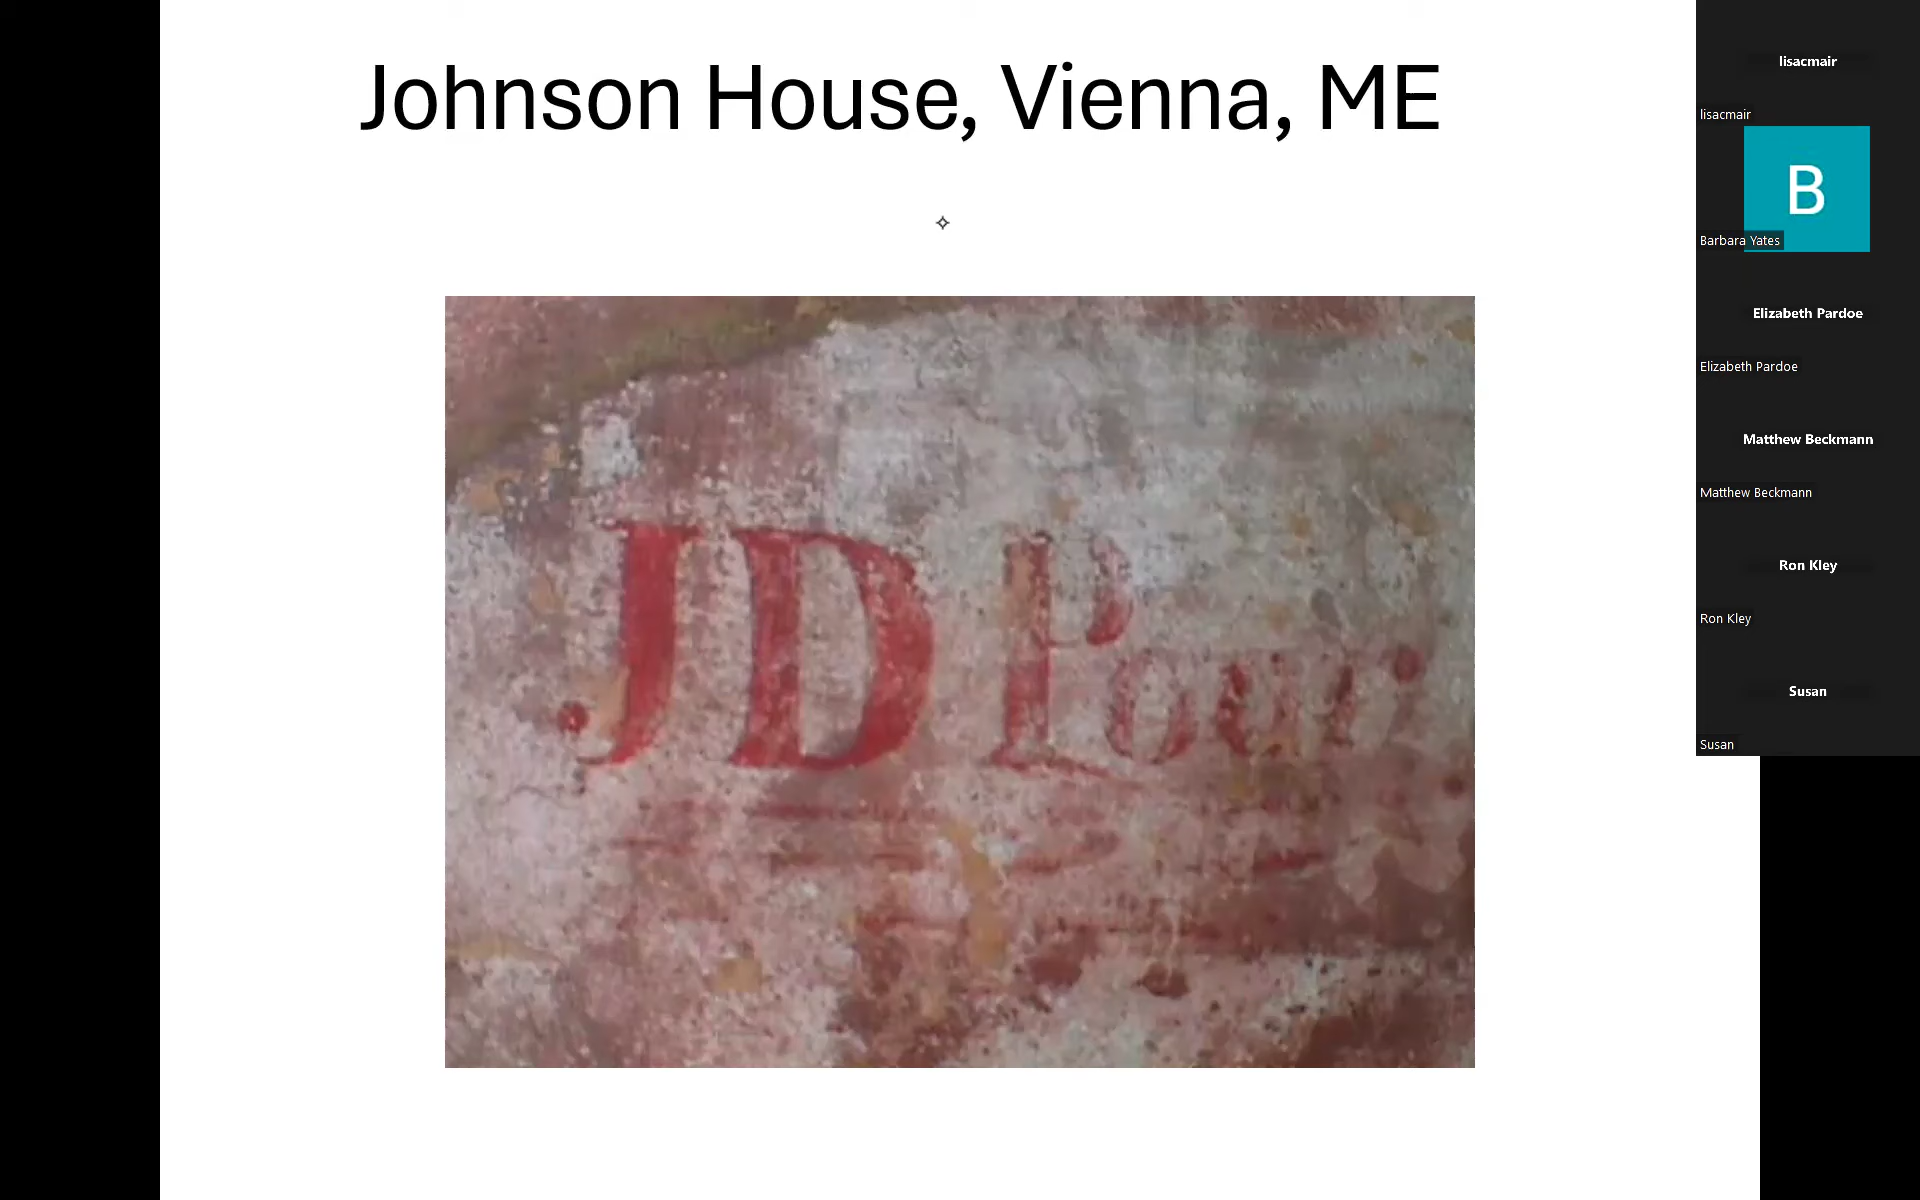 Johnson House, Vienna, ME
JD Poor
lisacmair
lisacmair
B
Barbara Yates
Elizabeth Pardoe
Elizabeth Pardoe
Matthew Beckmann
Matthew Beckmann
Ron Kley
Ron Kley
Susan
Susan